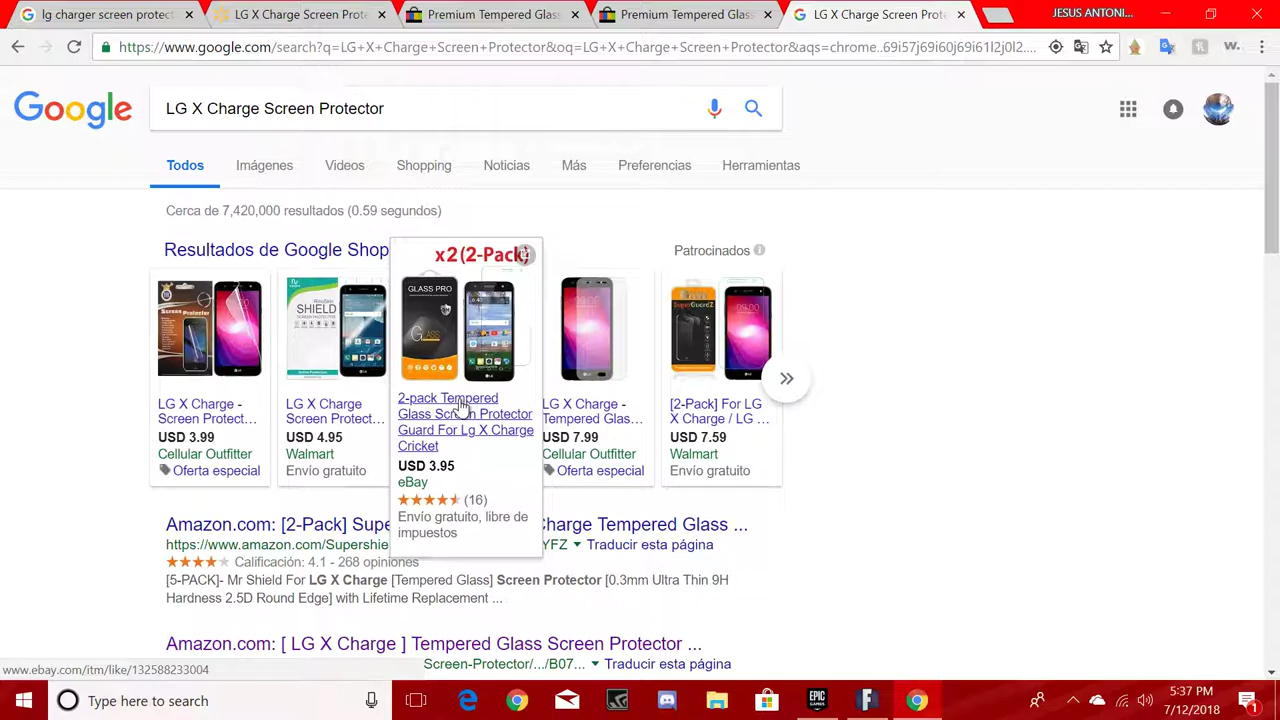 lg charger screen protect
LG X Charge Screen Prote
Premium Tempered Glass
Premium Tempered Glass
LG X Charge Screen Prote
JESUS ANTONI...
https://www.google.com/search?q=LG+X+Charge+Screen+Protector&oq=LG+X+Charge+Screen+Protector&aqs=chrome..69i57j69i60j69i61l2j0l2....
Google
LG X Charge Screen Protector
Todos Imágenes Videos Shopping Noticias Más Preferencias Herramientas
Cerca de 7,420,000 resultados (0.59 segundos)
Resultados de Google Shop
Patrocinados
x2(2-Pack)
GLASS PRO
GLASS
SHIELD
LG X Charge -
Screen Protect...
USD 3.99
Cellular Outfitter
Oferta especial
LG X Charge
Screen Protect...
USD 4.95
Walmart
Envío gratuito
2-pack Tempered
Glass Screen Protector
Guard For Lg X Charge
Cricket
USD 3.95
eBay
(16)
Envío gratuito, libre de
impuestos
LG X Charge -
Tempered Glas...
USD 7.99
Cellular Outfitter
Oferta especial
[2-Pack] For LG
X Charge / LG ...
USD 7.59
Walmart
Envío gratuito
Amazon.com: [2-Pack] Supe
Charge Tempered Glass ...
https://www.amazon.com/Supershie
YFZ Traducir esta página
Calificación: 4.1 - 268 opiniones
[5-PACK]- Mr Shield For LG X Charge [Tempered Glass] Screen Protector [0.3mm Ultra Thin 9H
Hardness 2.5D Round Edge] with Lifetime Replacement ...
Amazon.com: [ LG X Charge ] Tempered Glass Screen Protector ...
www.ebay.com/itm/like/132588233004
Screen-Protector/.../B07... Traducir esta página
Type here to search
EPIC
GAMES
5:37 PM
7/12/2018
1